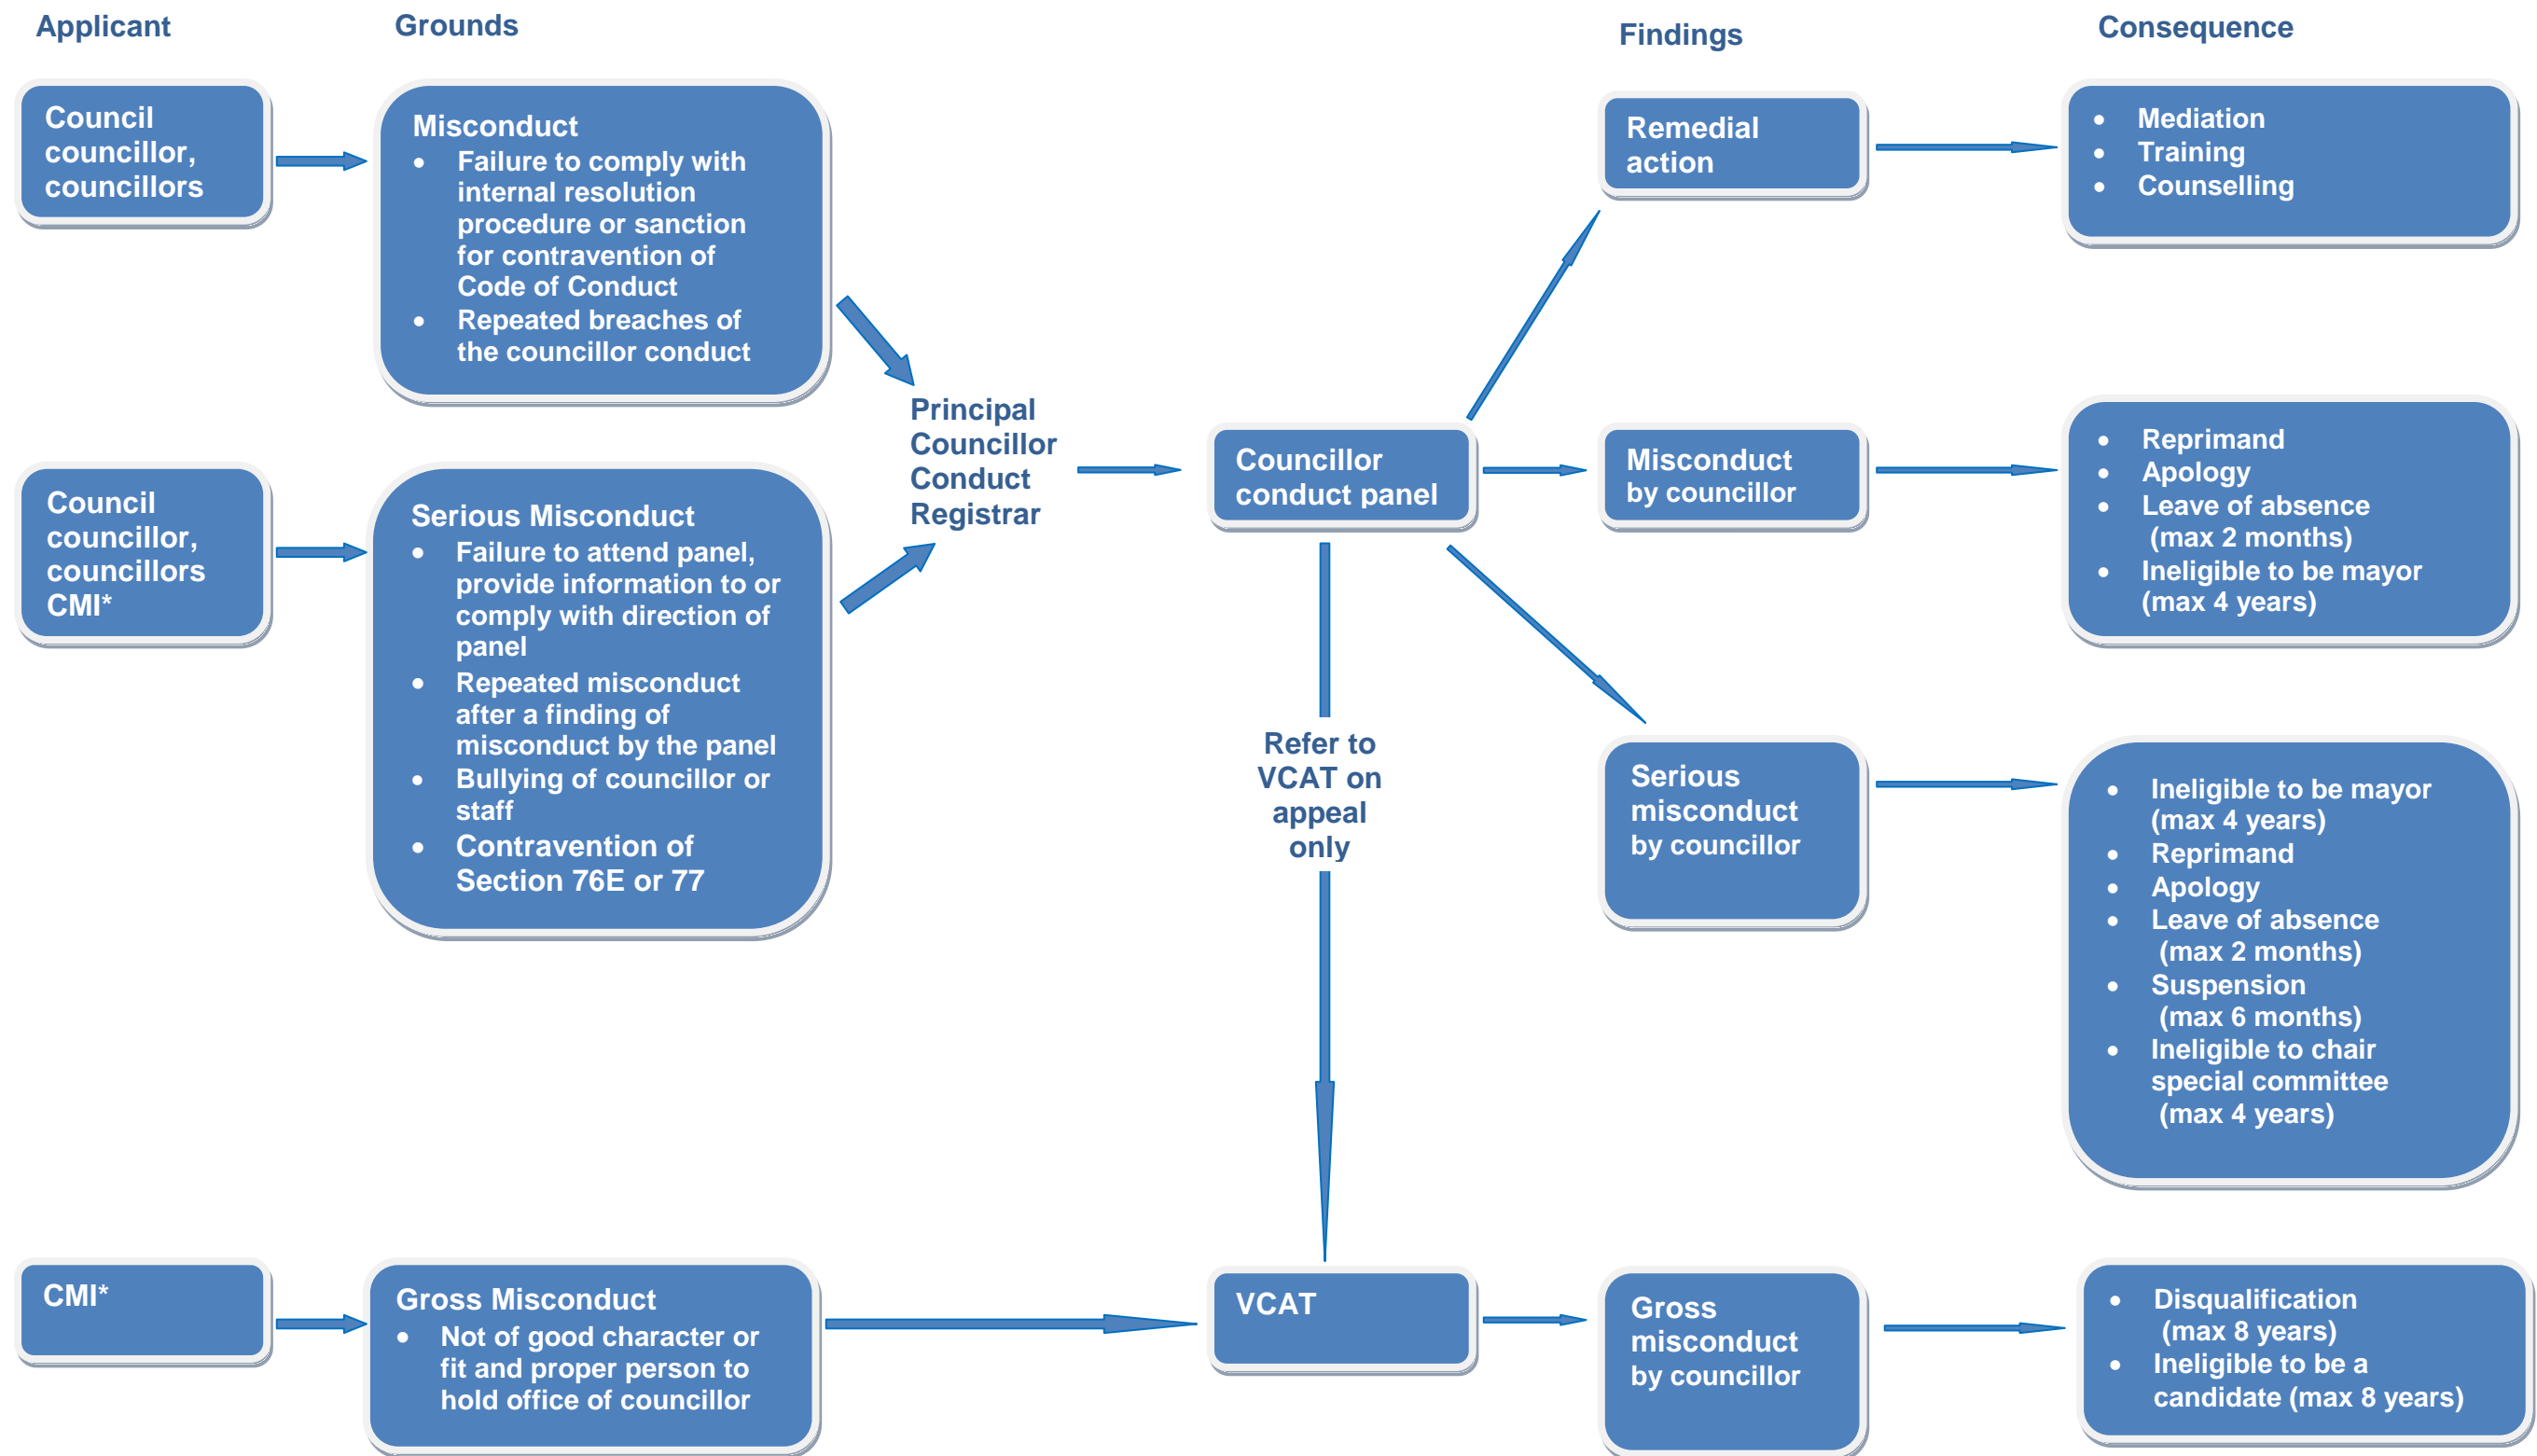 Applicant
Grounds
Findings
Consequence
Council
councillor,
councillors
Misconduct
• Failure to comply with
internal resolution
procedure or sanction
for contravention of
Code of Conduct
• Repeated breaches of
the councillor conduct
Remedial
action
• Mediation
• Training
• Counselling
Council
councillor,
councillors
CMI*
Serious Misconduct
• Failure to attend panel,
provide information to or
comply with direction of
panel
• Repeated misconduct
after a finding of
misconduct by the panel
• Bullying of councillor or
staff
• Contravention of
Section 76E or 77
Principal
Councillor
Conduct
Registrar
Councillor
conduct panel
Misconduct
by councillor
• Reprimand
• Apology
• Leave of absence
(max 2 months)
• Ineligible to be mayor
(max 4 years)
Refer to
VCAT on
appeal
only
Serious
misconduct
by councillor
• Ineligible to be mayor
(max 4 years)
• Reprimand
• Apology
• Leave of absence
(max 2 months)
• Suspension
(max 6 months)
• Ineligible to chair
special committee
(max 4 years)
CMI*
Gross Misconduct
• Not of good character or
fit and proper person to
hold office of councillor
VCAT
Gross
misconduct
by councillor
• Disqualification
(max 8 years)
• Ineligible to be a
candidate (max 8 years)